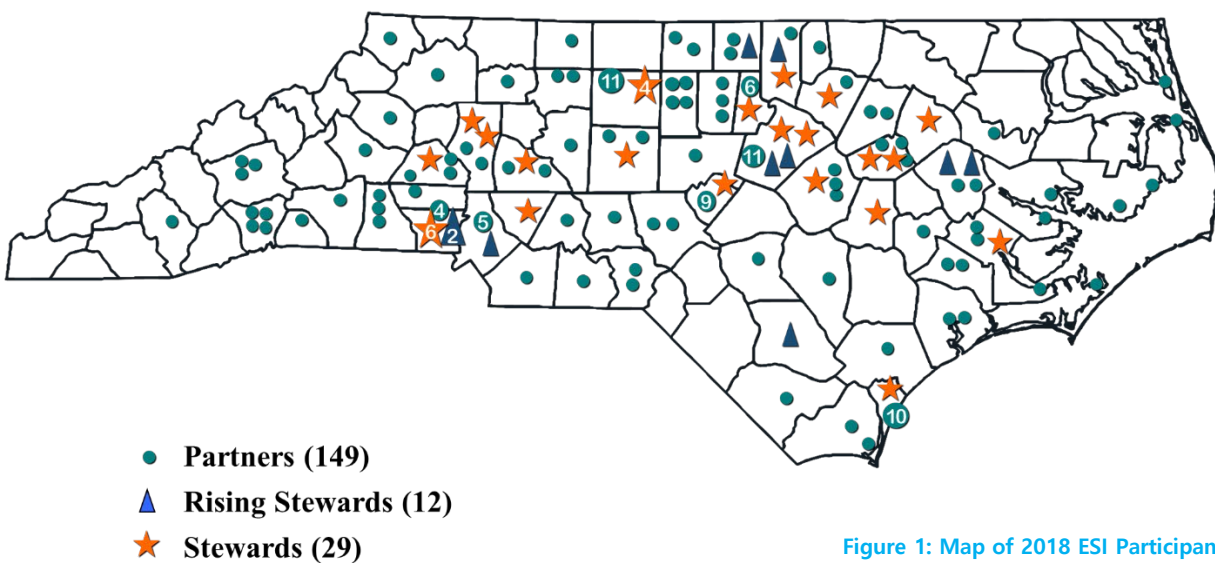 11
4
6
11
9
4
6
2
5
10
Partners (149)
Rising Stewards (12)
Stewards (29)
Figure 1: Map of 2018 ESI Participan